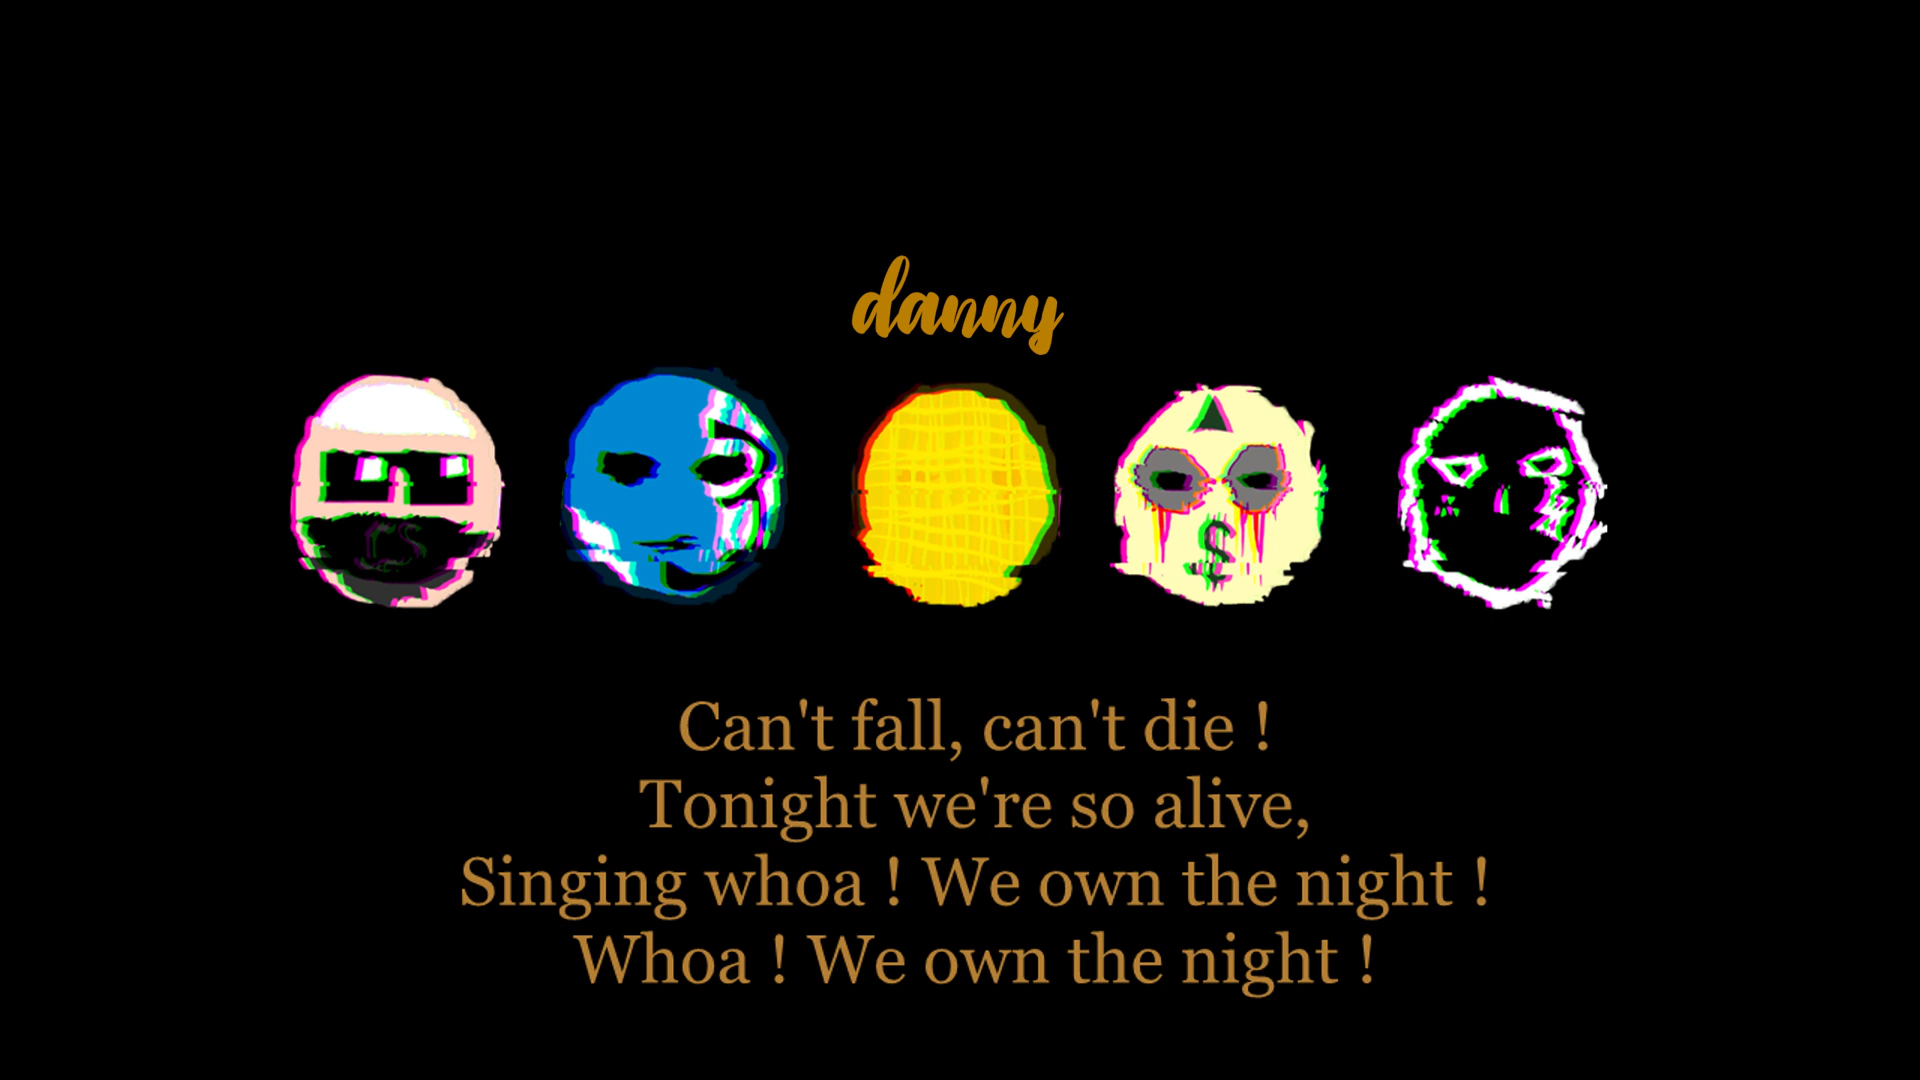 danny
$
Can't fall, can't die !
Tonight we're so alive,
Singing whoa ! We own the night !
Whoa ! We own the night !